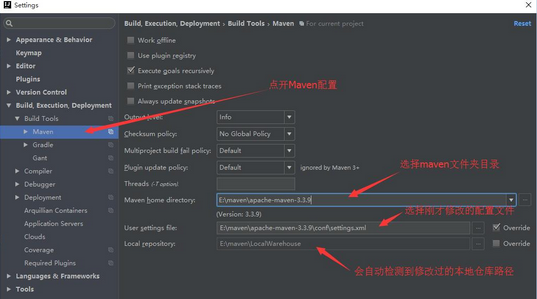 Settings
Build, Execution, Deployment › Build Tools › Maven
For current project
Reset
Appearance & Behavior
Keymap
Editor
Plugins
Version Control
Build, Execution, Deployment
Build Tools
Maven
Gradle
Gant
Compiler
Debugger
Deployment
Arquillian Containers
Application Servers
Clouds
Coverage
Required Plugins
Languages & Frameworks
Tools
Work offline
Use plugin registry
Execute goals recursively
Print exception stack traces
Always update snapshots
点开Maven配置
Output level: Info
Checksum policy: No Global Policy
Multiproject build fail policy: Default
Plugin update policy: Default ignored by Maven 3+
Threads (-T option):
选择maven文件夹目录
Maven home directory: E:\maven\apache-maven-3.3.9
(Version: 3.3.9)
选择刚才修改的配置文件
User settings file: E:\maven\apache-maven-3.3.9\conf\settings.xml ... Override
Local repository: E:\maven\LocalWarehouse ... Override
会自动检测到修改过的本地仓库路径